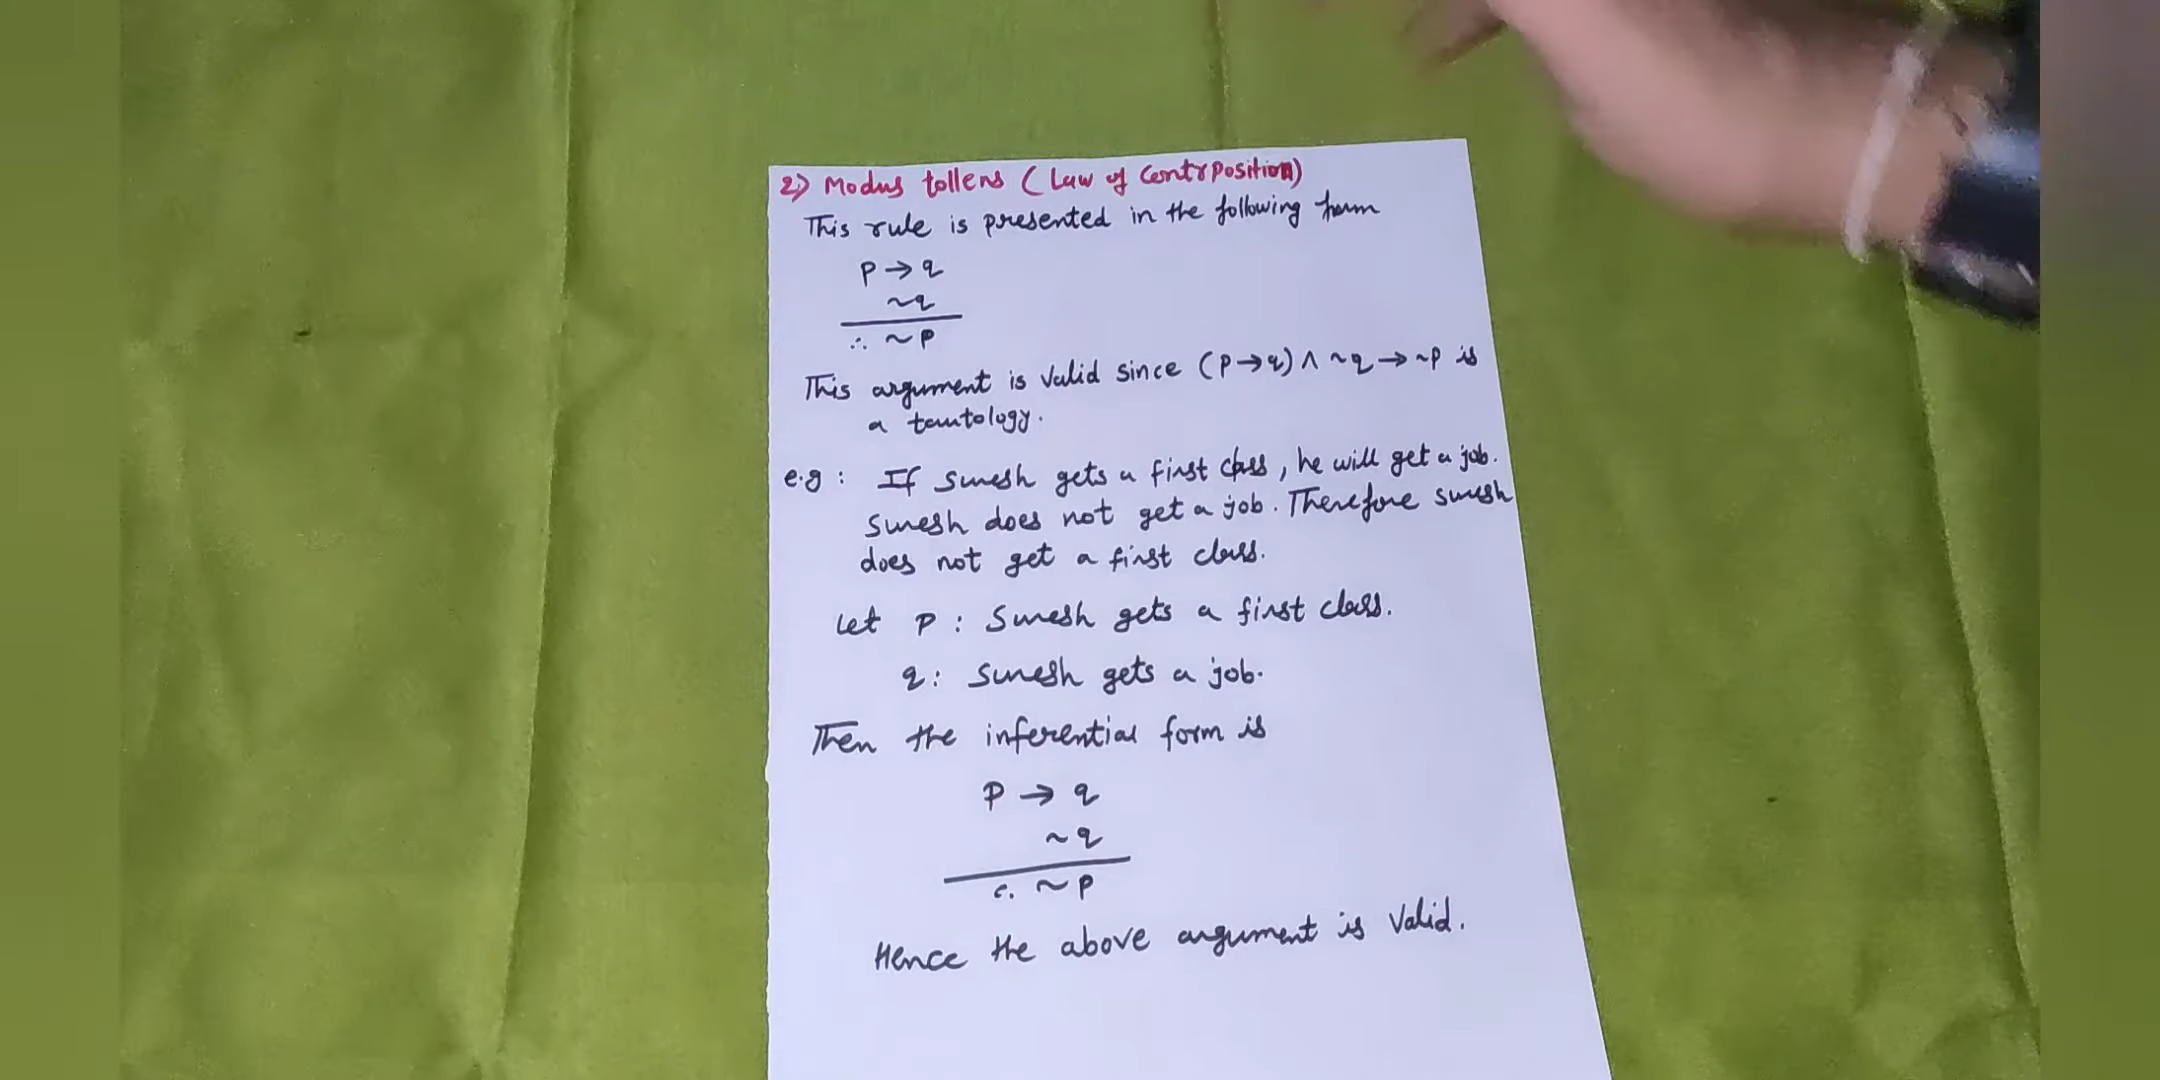 2) Modus tollens (Law of Contrposition)
This rule is presented in the following form
p → q
~q
∴ ~p
This argument is valid since (p → q) ∧ ~q → ~p is
a tautology.
e.g : If Suresh gets a first class, he will get a job.
Suresh does not get a job. Therefore Suresh
does not get a first class.
Let p : Suresh gets a first class.
q : Suresh gets a job.
Then the inferential form is
p → q
~q
∴ ~p
Hence the above argument is valid.